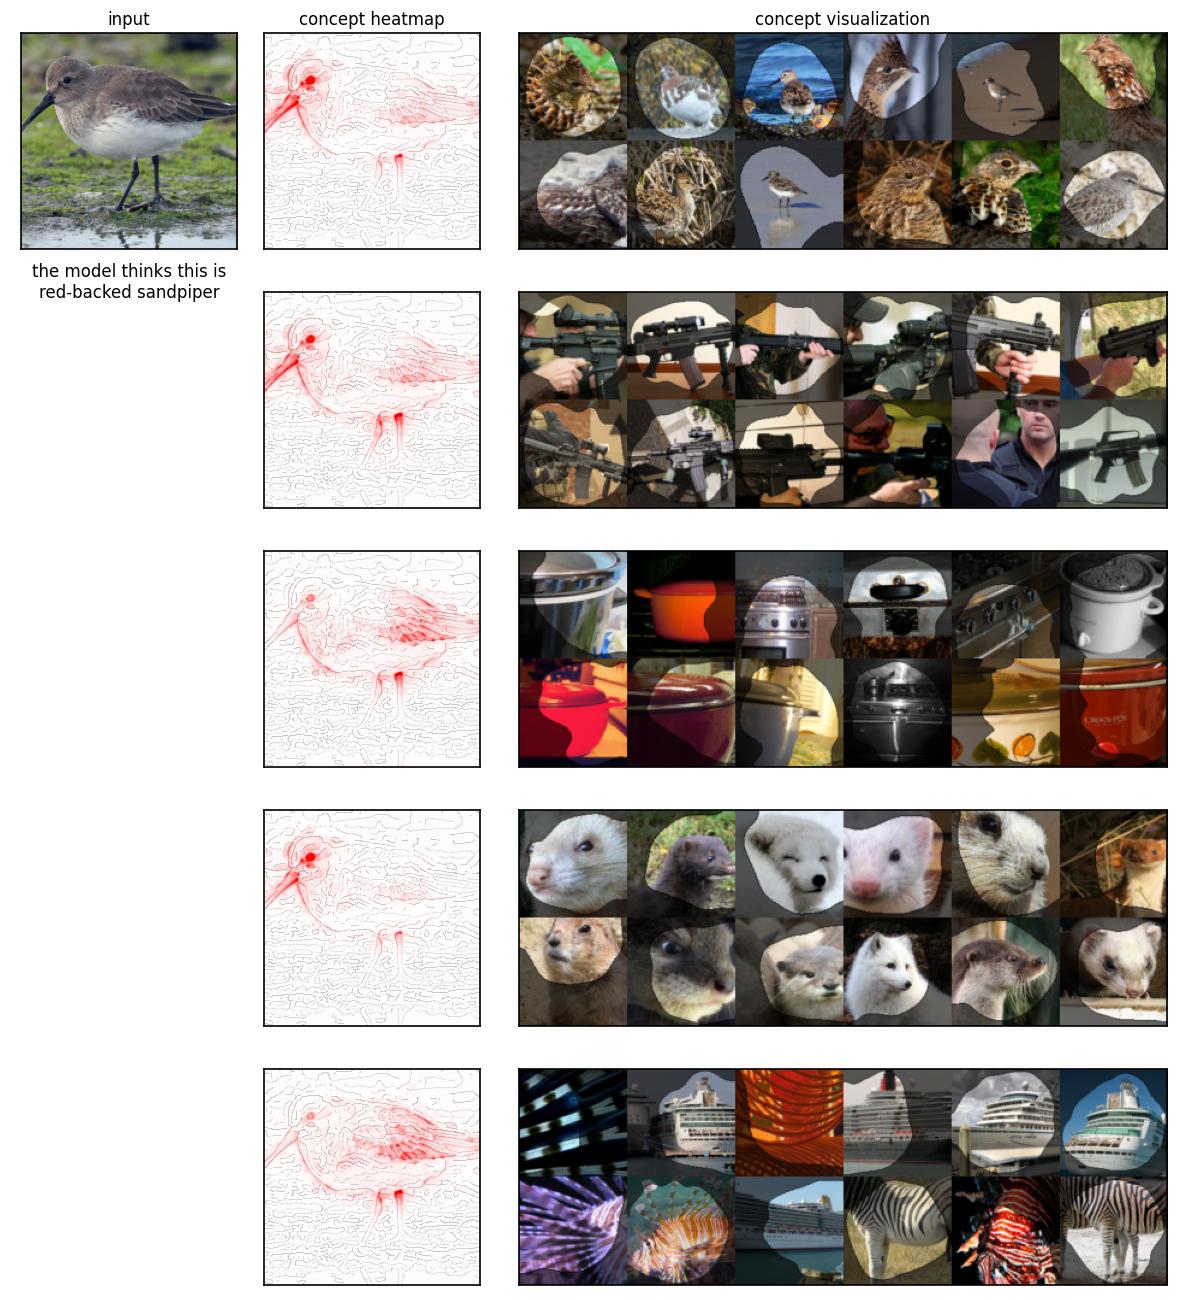 input
concept heatmap
concept visualization
the model thinks this is
red-backed sandpiper
CROCK-POT